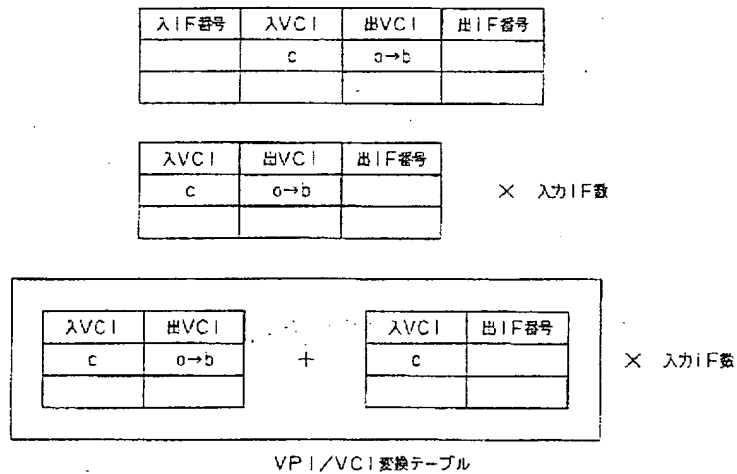 入IF番号 入VCI 出VCI 出IF番号
c a→b
入VCI 出VCI 出IF番号
c a→b
× 入力IF数
入VCI 出VCI
c a→b
+
入VCI 出IF番号
c
× 入力IF数
VPI/VCI変換テーブル